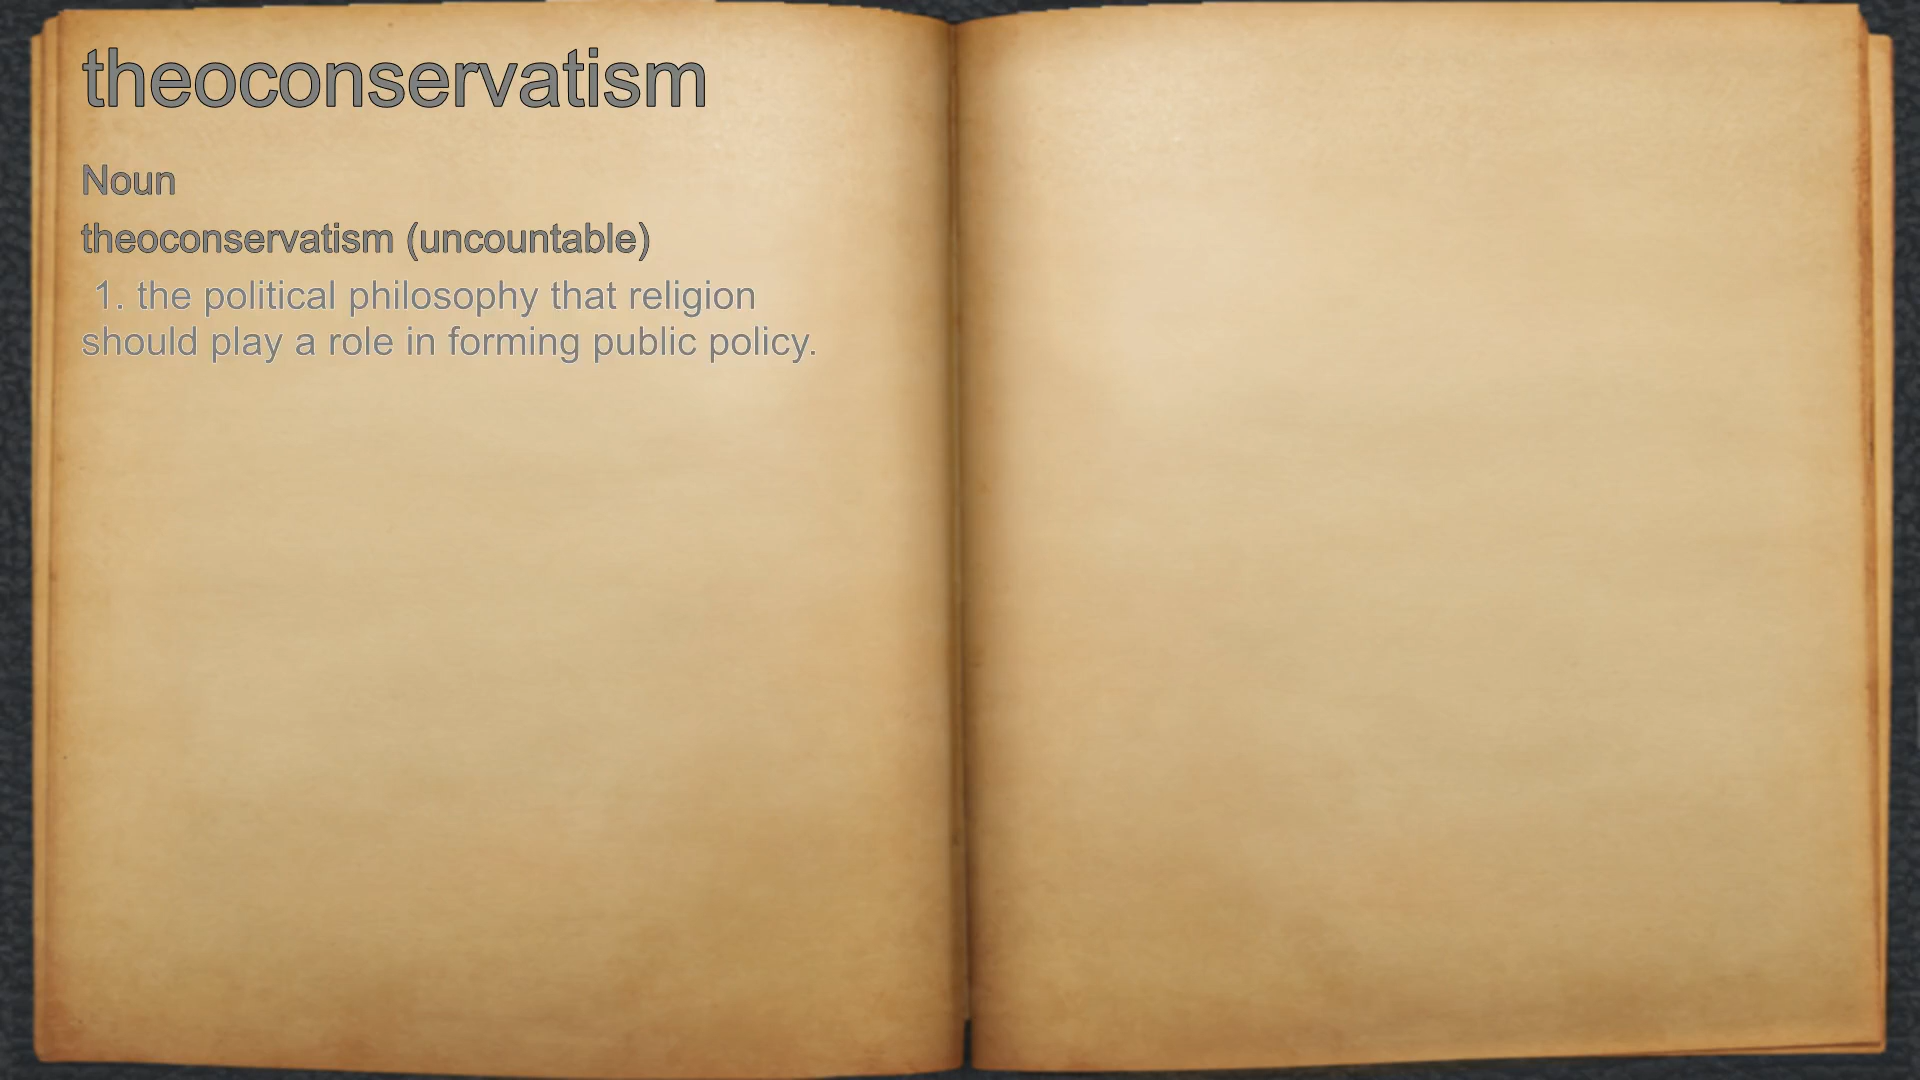 theoconservatism
Noun
theoconservatism (uncountable)
1. the political philosophy that religion
should play a role in forming public policy.